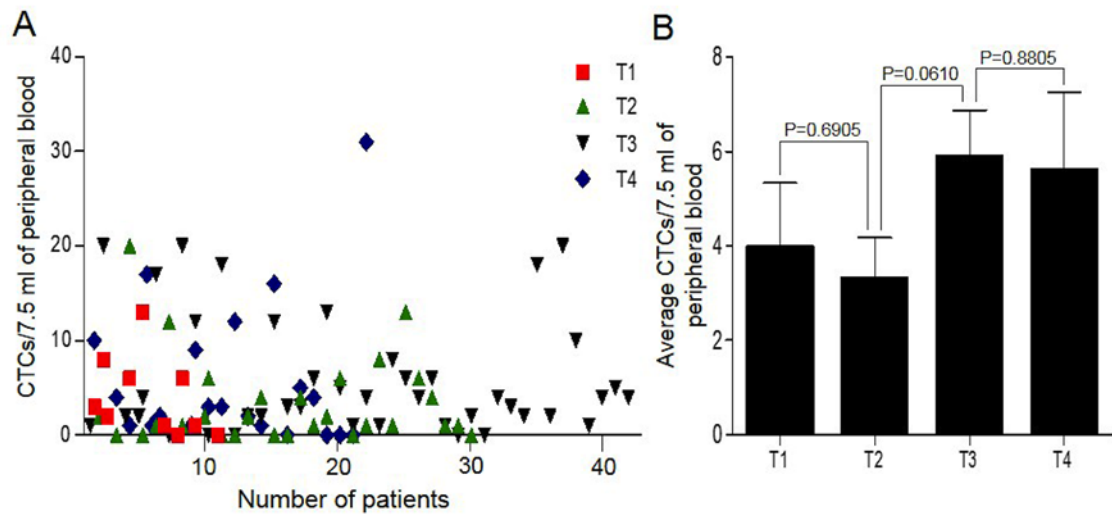 A
CTCs/7.5 ml of peripheral blood
40
30
20
10
0
10
20
30
40
Number of patients
T1
T2
T3
T4
B
Average CTCs/7.5 ml of
peripheral blood
8
6
4
2
0
P=0.6905
P=0.0610
P=0.8805
T1
T2
T3
T4